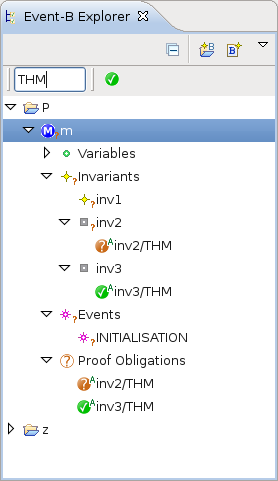 Event-B Explorer
THM
P
m
Variables
Invariants
inv1
inv2
inv2/THM
inv3
inv3/THM
Events
INITIALISATION
Proof Obligations
inv2/THM
inv3/THM
z